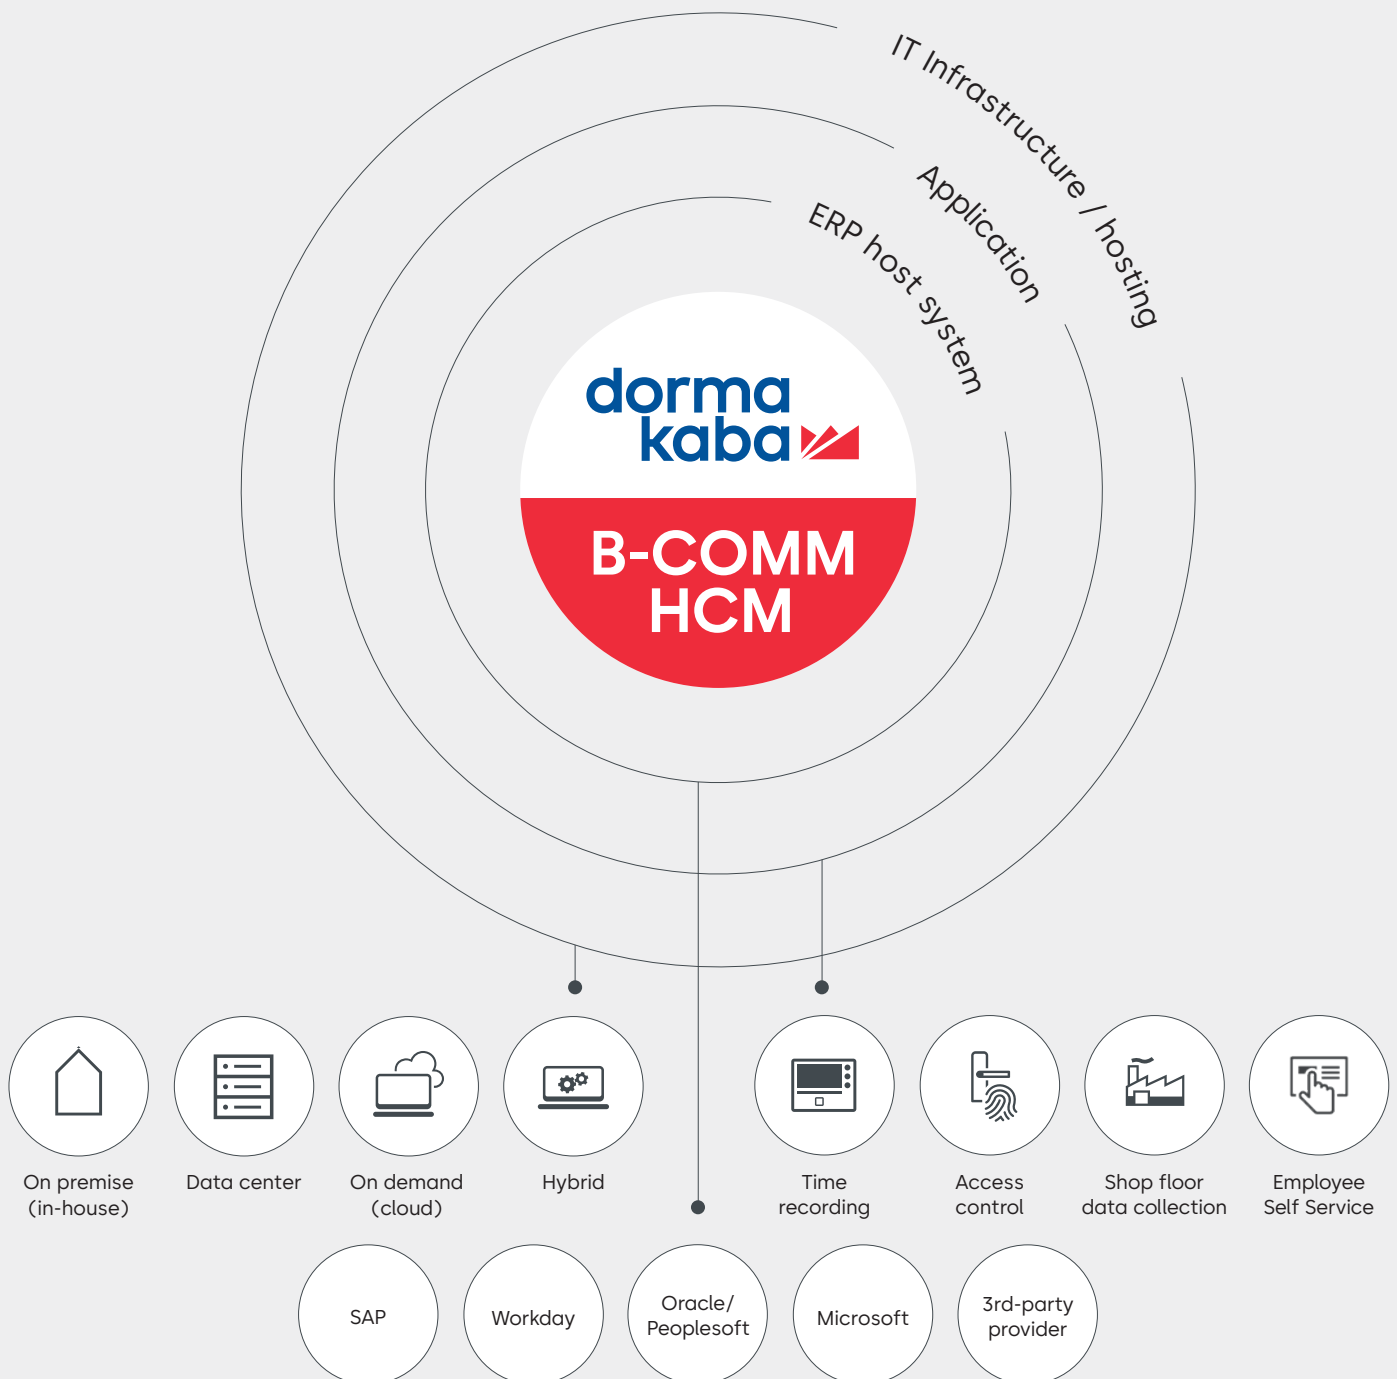 IT Infrastructure / hosting
Application
ERP host system
dorma
kaba
B-COMM
HCM
On premise
(in-house)
Data center
On demand
(cloud)
Hybrid
Time
recording
Access
control
Shop floor
data collection
Employee
Self Service
SAP
Workday
Oracle/
Peoplesoft
Microsoft
3rd-party
provider